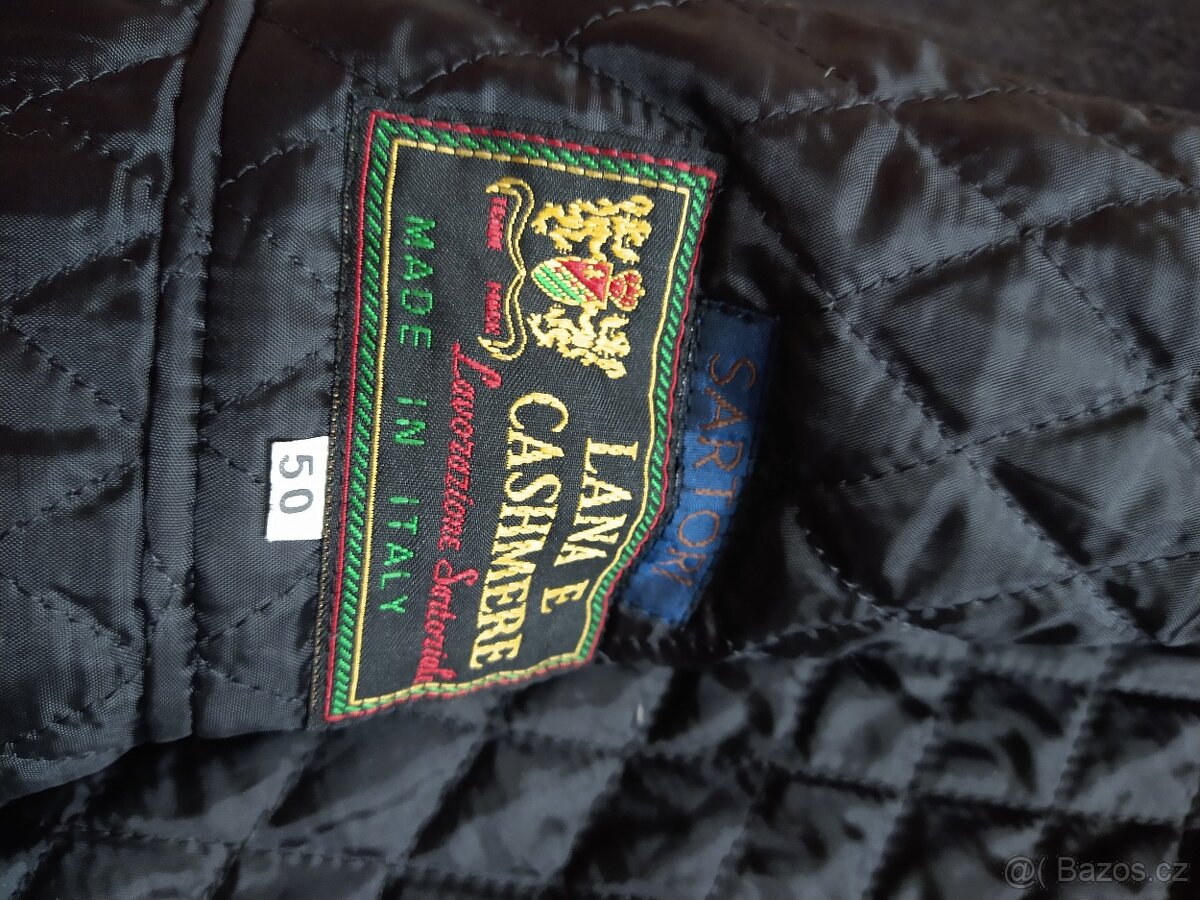 SARTORI
LANA E
CASHMERE
Lavorazione Sartoriale
MADE IN ITALY
50
@( Bazos.cz